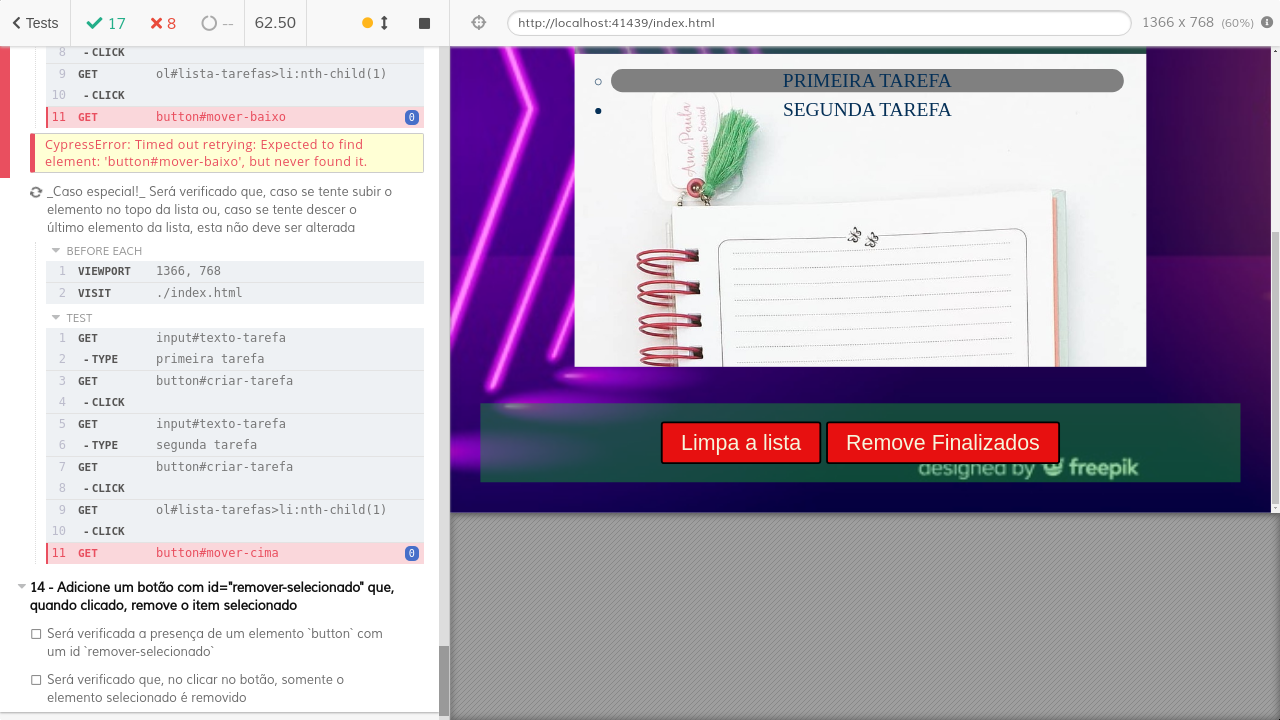 Tests 17 8 -- 62.50
http://localhost:41439/index.html 1366 x 768 (60%)
8 - CLICK
9 GET ol#lista-tarefas>li:nth-child(1)
10 - CLICK
11 GET button#mover-baixo 0
CypressError: Timed out retrying: Expected to find
element: 'button#mover-baixo', but never found it.
_Caso especial!_ Será verificado que, caso se tente subir o
elemento no topo da lista ou, caso se tente descer o
último elemento da lista, esta não deve ser alterada
BEFORE EACH
1 VIEWPORT 1366, 768
2 VISIT ./index.html
TEST
1 GET input#texto-tarefa
2 - TYPE primeira tarefa
3 GET button#criar-tarefa
4 - CLICK
5 GET input#texto-tarefa
6 - TYPE segunda tarefa
7 GET button#criar-tarefa
8 - CLICK
9 GET ol#lista-tarefas>li:nth-child(1)
10 - CLICK
11 GET button#mover-cima 0
14 - Adicione um botão com id="remover-selecionado" que,
quando clicado, remove o item selecionado
Será verificada a presença de um elemento `button` com
um id `remover-selecionado`
Será verificado que, no clicar no botão, somente o
elemento selecionado é removido
PRIMEIRA TAREFA
SEGUNDA TAREFA
Ana Paula
Assistente Social
Limpa a lista Remove Finalizados
designed by freepik